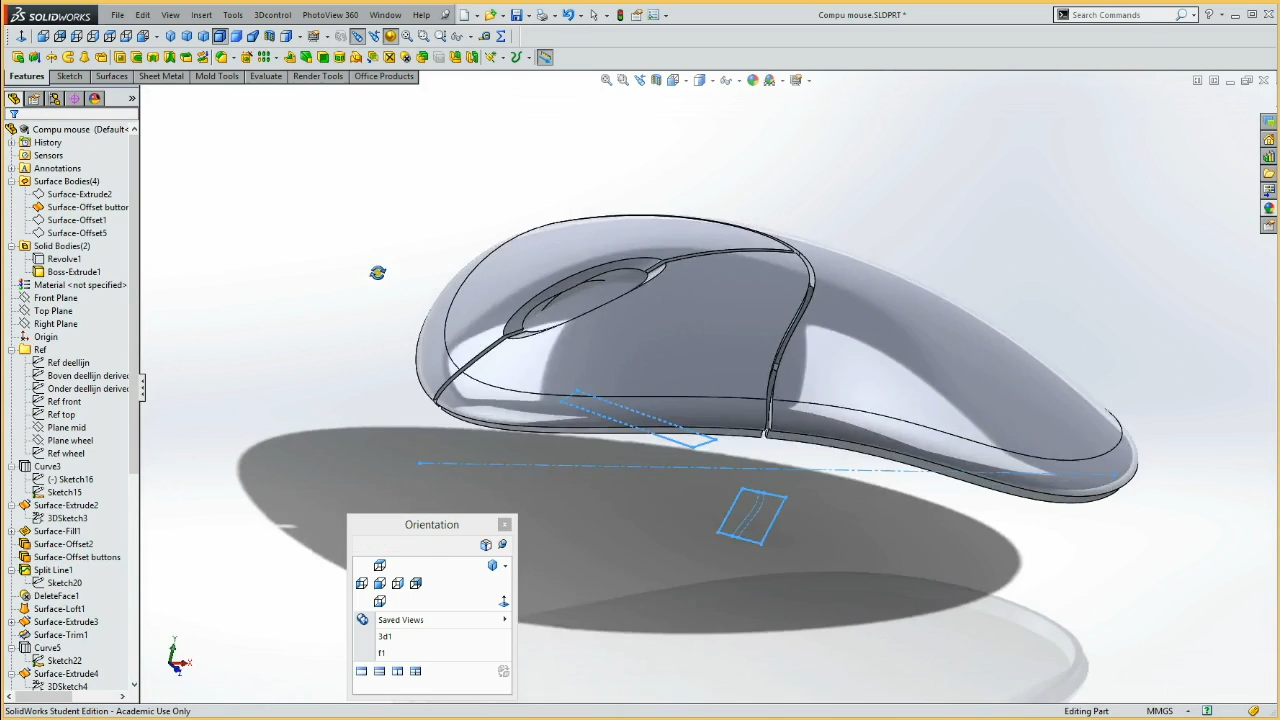 SOLIDWORKS File Edit View Insert Tools 3Dcontrol PhotoView 360 Window Help Compu mouse.SLDPRT * Search Commands
Features Sketch Surfaces Sheet Metal Mold Tools Evaluate Render Tools Office Products
Compu mouse (Default<
History
Sensors
Annotations
Surface Bodies(4)
Surface-Extrude2
Surface-Offset button
Surface-Offset1
Surface-Offset5
Solid Bodies(2)
Revolve1
Boss-Extrude1
Material <not specified>
Front Plane
Top Plane
Right Plane
Origin
Ref
Ref deellijn
Boven deellijn derived
Onder deellijn derived
Ref front
Ref top
Plane mid
Plane wheel
Ref wheel
Curve3
(-) Sketch16
Sketch15
Surface-Extrude2
3DSketch3
Surface-Fill1
Surface-Offset2
Surface-Offset buttons
Split Line1
Sketch20
DeleteFace1
Surface-Loft1
Surface-Extrude3
Surface-Trim1
Curve5
Sketch22
Surface-Extrude4
3DSketch4
Orientation
Saved Views
3d1
f1
Y
X
Z
SolidWorks Student Edition - Academic Use Only Editing Part MMGS